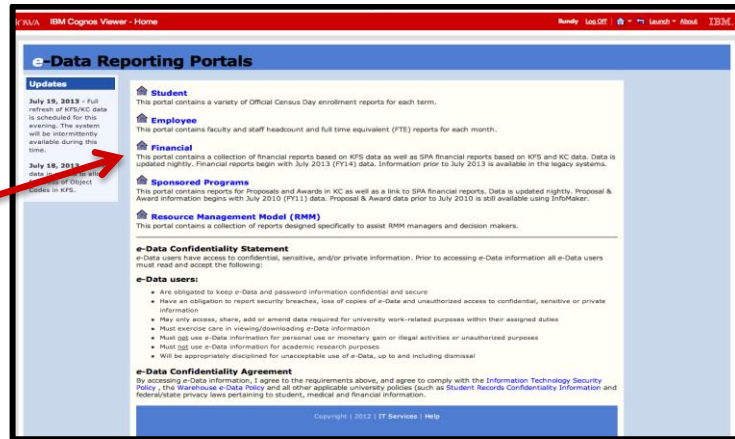 IOWA IBM Cognos Viewer - Home Bundy Log Off Launch About IBM.
e-Data Reporting Portals
Updates
July 19, 2013 - Full
refresh of KFS/KC data
is scheduled for this
evening. The system
will be intermittently
available during this
time.
July 18, 2013
data in
of Object
Codes in KFS.
Student
This portal contains a variety of Official Census Day enrollment reports for each term.
Employee
This portal contains faculty and staff headcount and full time equivalent (FTE) reports for each month.
Financial
This portal contains a collection of financial reports based on KFS data as well as SPA financial reports based on KFS and KC data. Data is
updated nightly. Financial reports begin with July 2013 (FY14) data. Information prior to July 2013 is available in the legacy systems.
Sponsored Programs
This portal contains reports for Proposals and Awards in KC as well as a link to SPA financial reports. Data is updated nightly. Proposal &
Award information begins with July 2010 (FY11) data. Proposal & Award data prior to July 2010 is still available using InfoMaker.
Resource Management Model (RMM)
This portal contains a collection of reports designed specifically to assist RMM managers and decision makers.
e-Data Confidentiality Statement
e-Data users have access to confidential, sensitive, and/or private information. Prior to accessing e-Data information all e-Data users
must read and accept the following:
e-Data users:
• Are obligated to keep e-Data and password information confidential and secure
• Have an obligation to report security breaches, loss of copies of e-Data and unauthorized access to confidential, sensitive or private
information
• May only access, share, add or amend data required for university work-related purposes within their assigned duties
• Must exercise care in viewing/downloading e-Data information
• Must not use e-Data information for personal use or monetary gain or illegal activities or unauthorized purposes
• Must not use e-Data information for academic research purposes
• Will be appropriately disciplined for unacceptable use of e-Data, up to and including dismissal
e-Data Confidentiality Agreement
By accessing e-Data information, I agree to the requirements above, and agree to comply with the Information Technology Security
Policy , the Warehouse e-Data Policy and all other applicable university policies (such as Student Records Confidentiality Information and
federal/state privacy laws pertaining to student, medical and financial information.
Copyright | 2012 | IT Services | Help